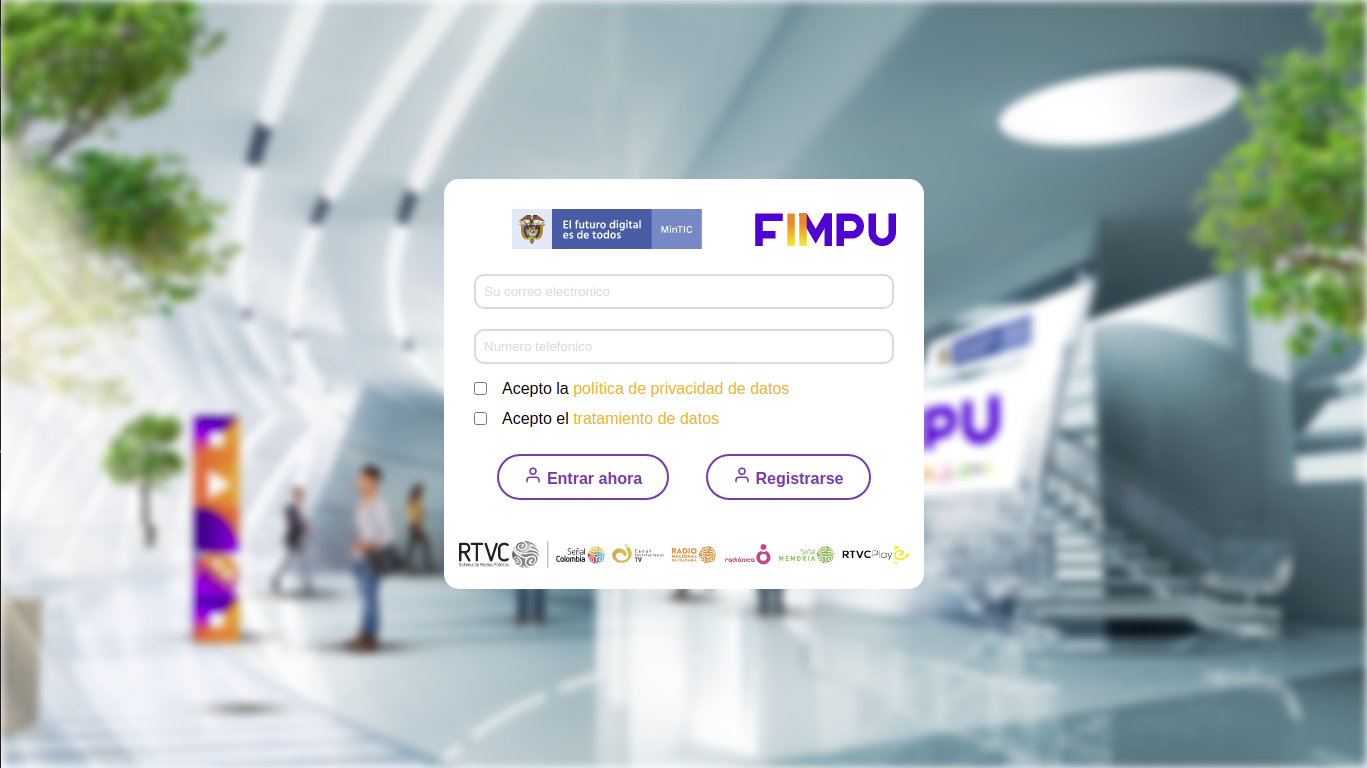 El futuro digital
es de todos
MinTIC
FIMPU
Su correo electronico
Numero telefonico
Acepto la política de privacidad de datos
Acepto el tratamiento de datos
Entrar ahora
Registrarse
RTVC
Sistema de Medios Públicos
Señal
Colombia
Canal
Institucional
TV
RADIO
NACIONAL
DE COLOMBIA
radiónica
Señal
MEMORIA
RTVCPlay
MPU